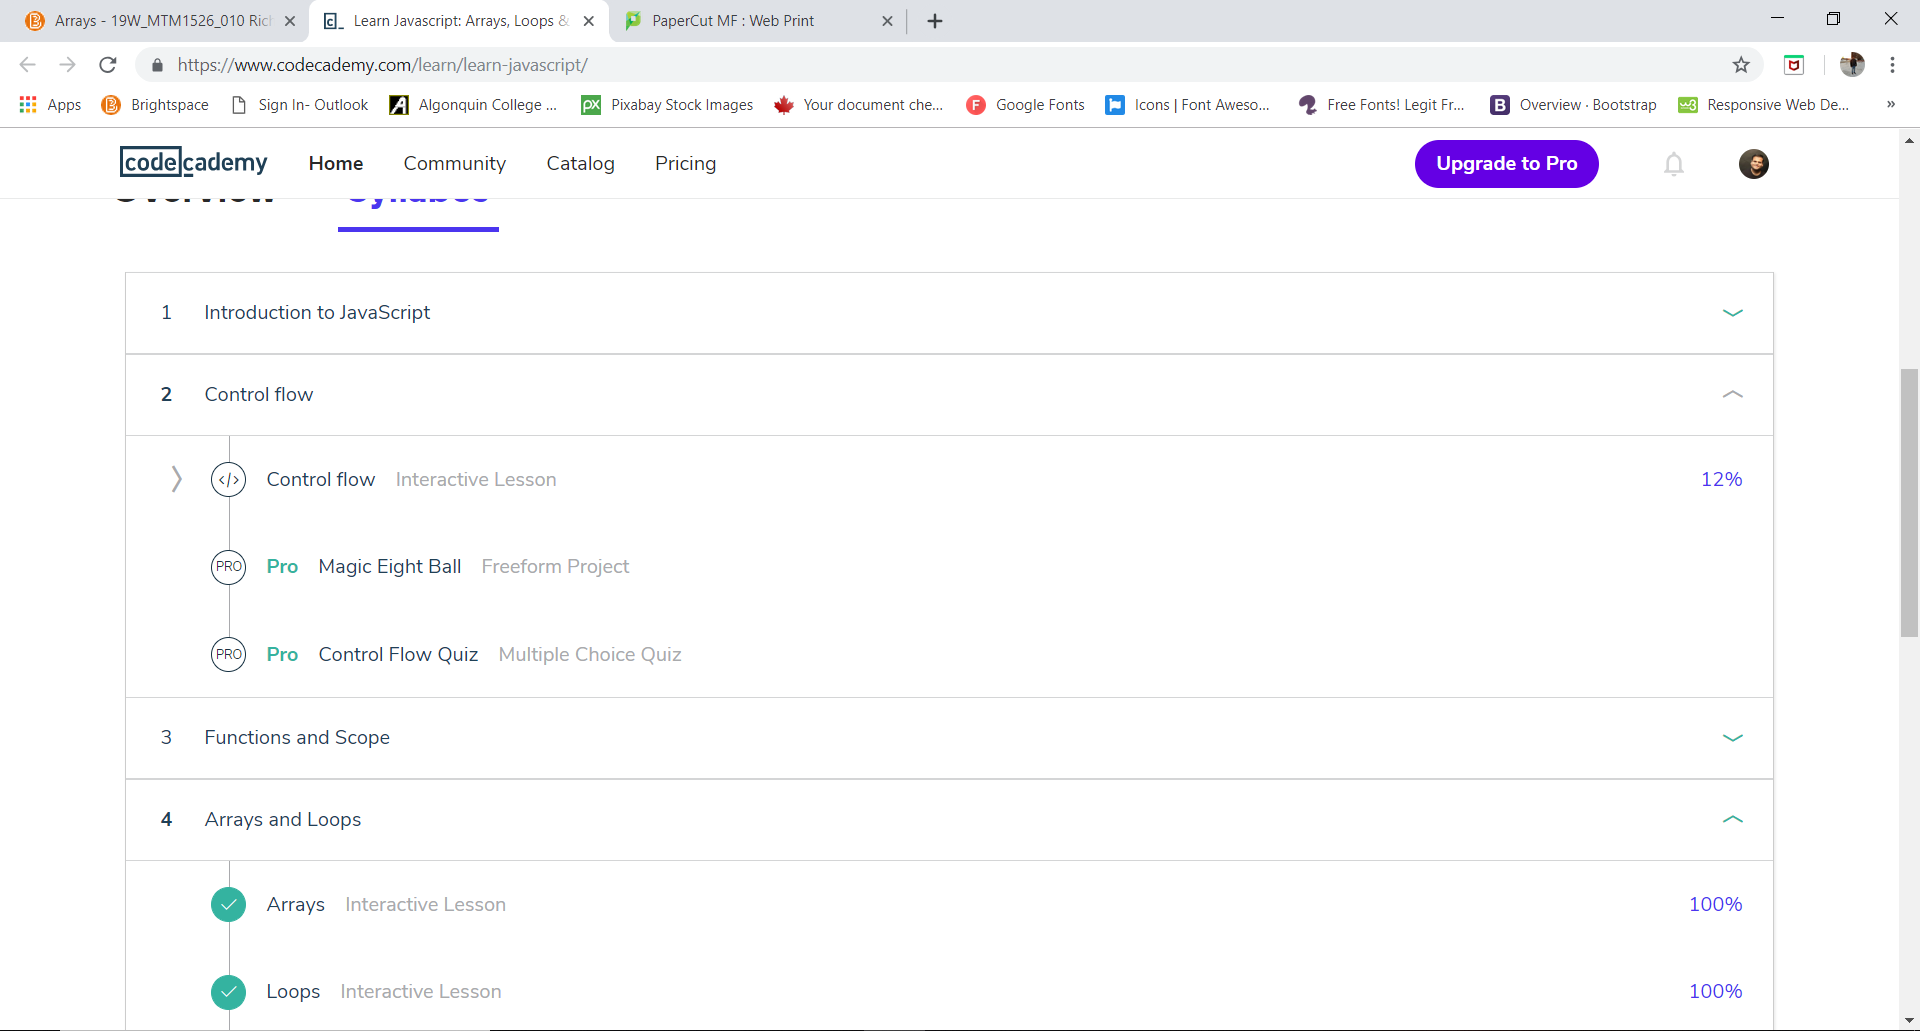 Arrays - 19W_MTM1526_010 Ric
Learn Javascript: Arrays, Loops &
PaperCut MF : Web Print
https://www.codecademy.com/learn/learn-javascript/
Apps
Brightspace
Sign In- Outlook
Algonquin College ...
Pixabay Stock Images
Your document che...
Google Fonts
Icons | Font Aweso...
Free Fonts! Legit Fr...
Overview · Bootstrap
Responsive Web De...
»
codecademy
Home
Community
Catalog
Pricing
Upgrade to Pro
Overview
Syllabus
1 Introduction to JavaScript
2 Control flow
</> Control flow Interactive Lesson 12%
PRO Pro Magic Eight Ball Freeform Project
PRO Pro Control Flow Quiz Multiple Choice Quiz
3 Functions and Scope
4 Arrays and Loops
Arrays Interactive Lesson 100%
Loops Interactive Lesson 100%